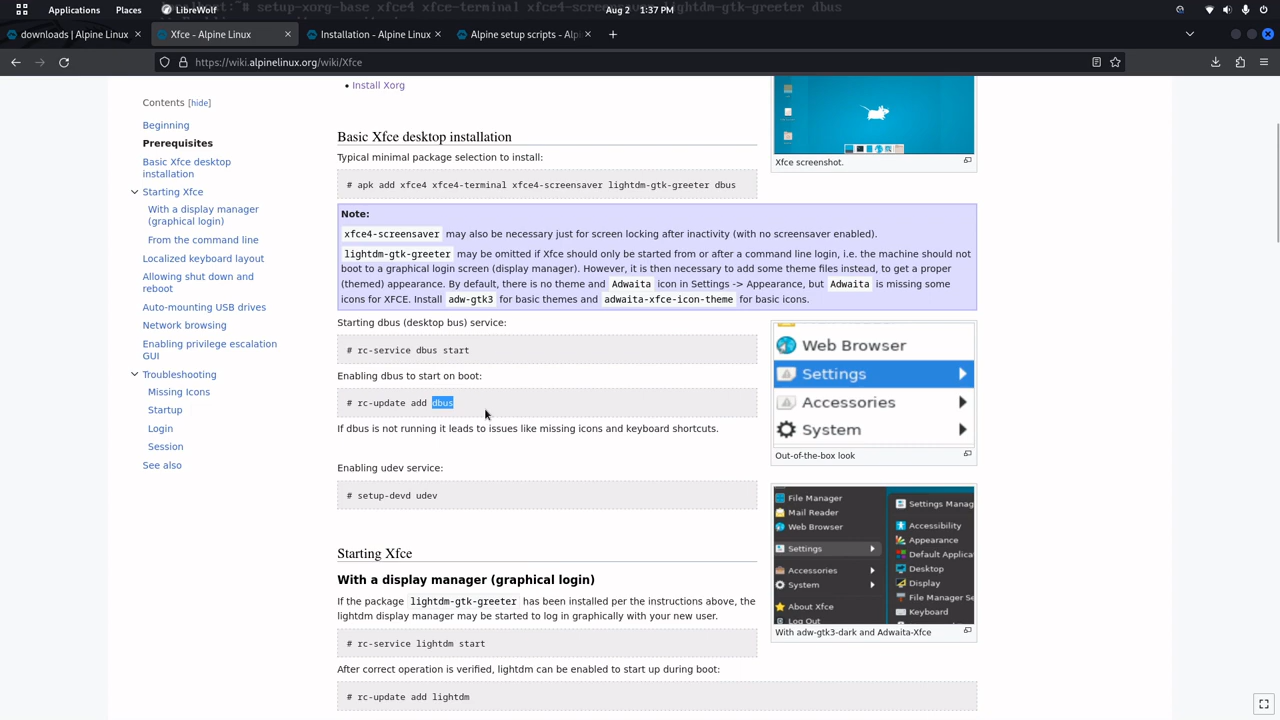 Applications Places LibreWolf Aug 2 1:37 PM
downloads | Alpine Linux
Xfce - Alpine Linux
Installation - Alpine Linux
Alpine setup scripts - Alpi
https://wiki.alpinelinux.org/wiki/Xfce
Contents [hide]
Beginning
Prerequisites
Basic Xfce desktop
installation
Starting Xfce
With a display manager
(graphical login)
From the command line
Localized keyboard layout
Allowing shut down and
reboot
Auto-mounting USB drives
Network browsing
Enabling privilege escalation
GUI
Troubleshooting
Missing Icons
Startup
Login
Session
See also
• Install Xorg
Basic Xfce desktop installation
Typical minimal package selection to install:
# apk add xfce4 xfce4-terminal xfce4-screensaver lightdm-gtk-greeter dbus
Note:
xfce4-screensaver may also be necessary just for screen locking after inactivity (with no screensaver enabled).
lightdm-gtk-greeter may be omitted if Xfce should only be started from or after a command line login, i.e. the machine should not
boot to a graphical login screen (display manager). However, it is then necessary to add some theme files instead, to get a proper
(themed) appearance. By default, there is no theme and Adwaita icon in Settings -> Appearance, but Adwaita is missing some
icons for XFCE. Install adw-gtk3 for basic themes and adwaita-xfce-icon-theme for basic icons.
Starting dbus (desktop bus) service:
# rc-service dbus start
Enabling dbus to start on boot:
# rc-update add dbus
If dbus is not running it leads to issues like missing icons and keyboard shortcuts.
Enabling udev service:
# setup-devd udev
Starting Xfce
With a display manager (graphical login)
If the package lightdm-gtk-greeter has been installed per the instructions above, the
lightdm display manager may be started to log in graphically with your new user.
# rc-service lightdm start
After correct operation is verified, lightdm can be enabled to start up during boot:
# rc-update add lightdm
Xfce screenshot.
Web Browser
Settings
Accessories
System
Out-of-the-box look
File Manager
Mail Reader
Web Browser
Settings
Accessories
System
About Xfce
Log Out
Settings Manag
Accessibility
Appearance
Default Applica
Desktop
Display
File Manager Se
Keyboard
With adw-gtk3-dark and Adwaita-Xfce